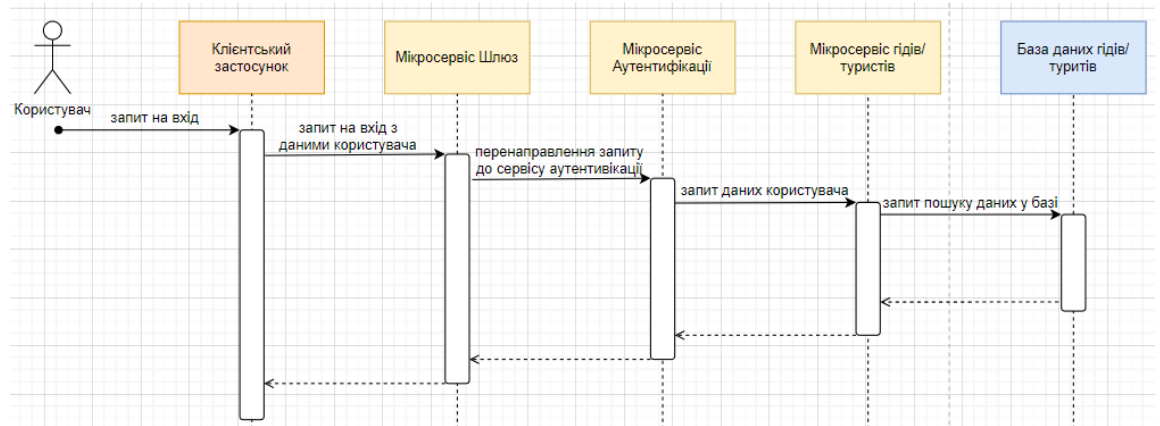 Клієнтський
застосунок
Мікросервіс Шлюз
Мікросервіс
Аутентифікації
Мікросервіс гідів/
туристів
База даних гідів/
туритів
Користувач
запит на вхід
запит на вхід з
даними користувача
перенаправлення запиту
до сервісу аутентивікації
запит даних користувача
запит пошуку даних у базі